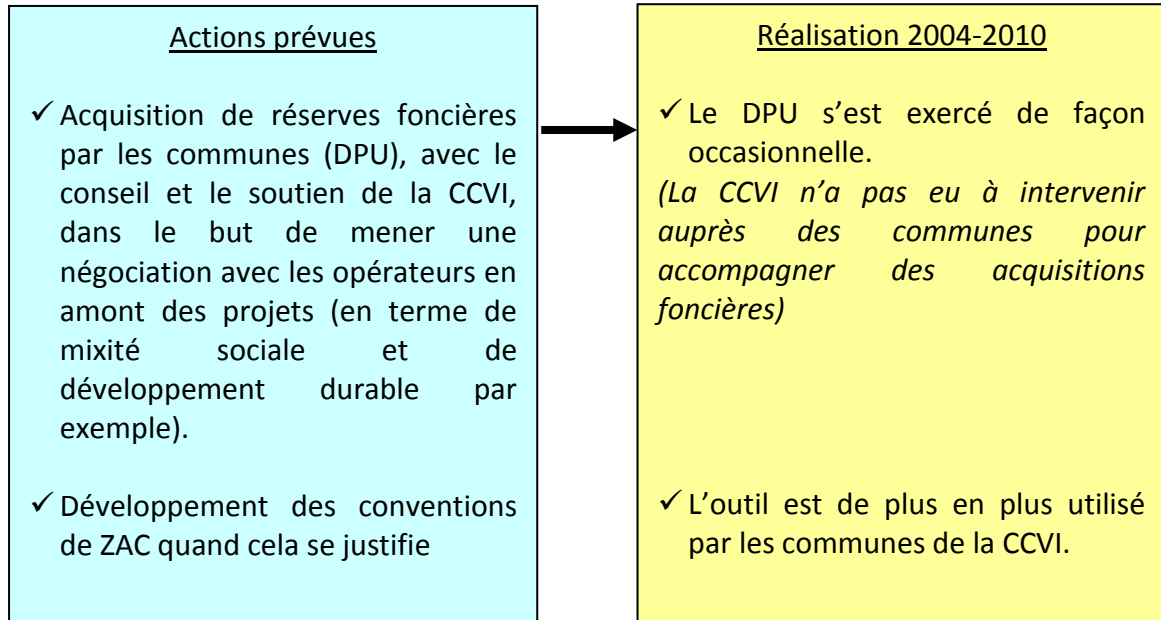 Actions prévues
✓ Acquisition de réserves foncières
par les communes (DPU), avec le
conseil et le soutien de la CCVI,
dans le but de mener une
négociation avec les opérateurs en
amont des projets (en terme de
mixité sociale et de
développement durable par
exemple).
✓ Développement des conventions
de ZAC quand cela se justifie
Réalisation 2004-2010
✓ Le DPU s’est exercé de façon
occasionnelle.
(La CCVI n’a pas eu à intervenir
auprès des communes pour
accompagner des acquisitions
foncières)
✓ L’outil est de plus en plus utilisé
par les communes de la CCVI.